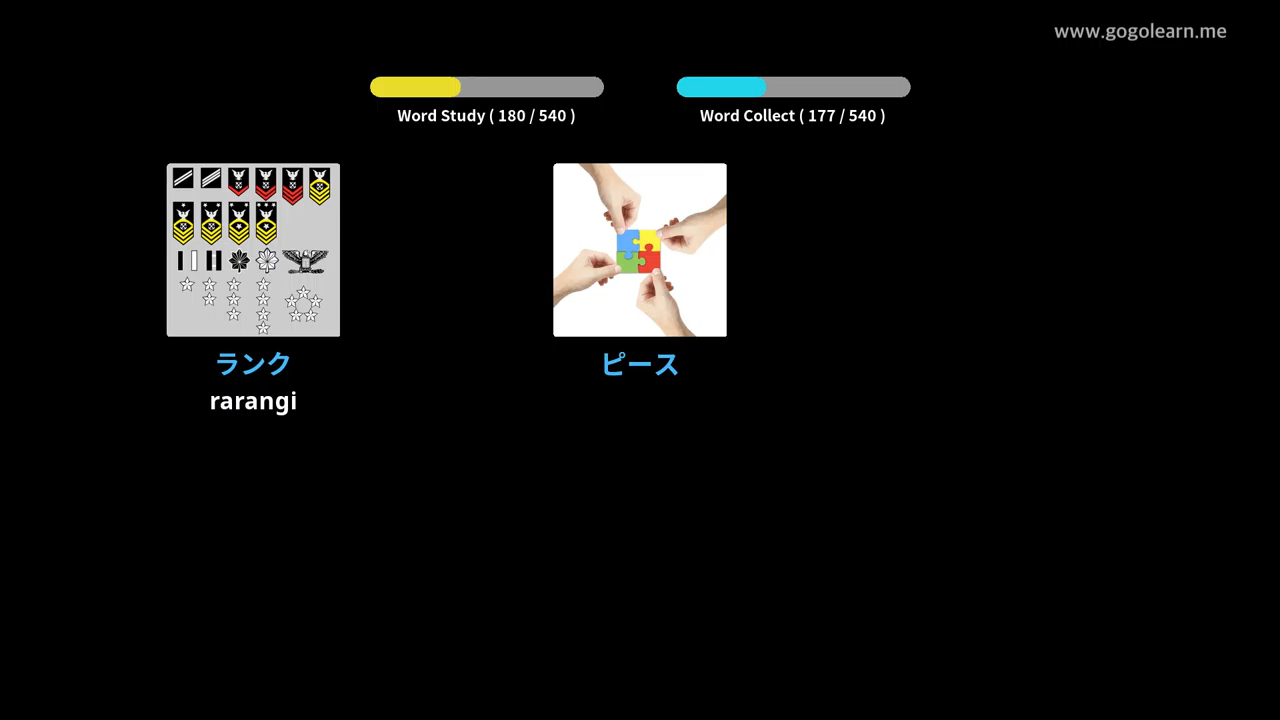 www.gogolearn.me
Word Study ( 180 / 540 )
Word Collect ( 177 / 540 )
ランク
ピース
rarangi